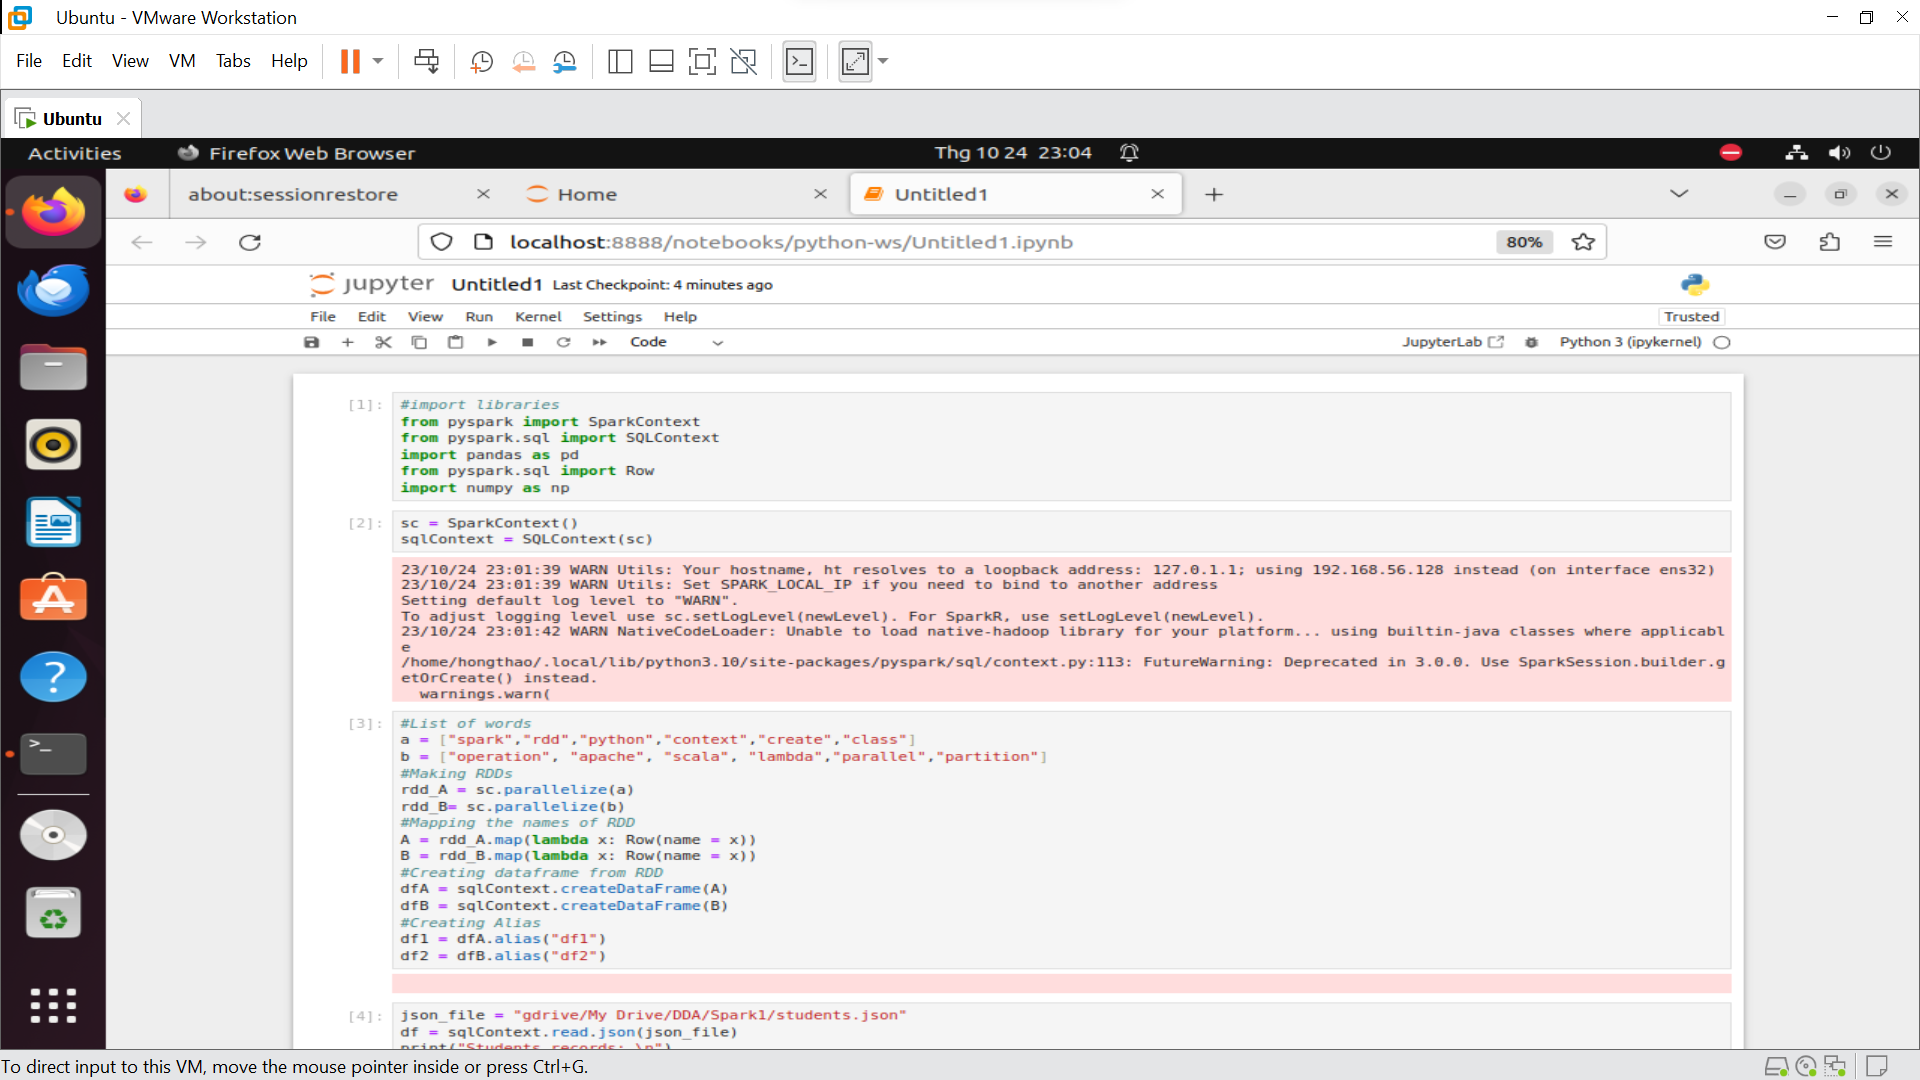 Ubuntu - VMware Workstation
File Edit View VM Tabs Help
Ubuntu
Activities Firefox Web Browser Thg 10 24 23:04
about:sessionrestore Home Untitled1
localhost:8888/notebooks/python-ws/Untitled1.ipynb 80%
jupyter Untitled1 Last Checkpoint: 4 minutes ago
File Edit View Run Kernel Settings Help Trusted
Code JupyterLab Python 3 (ipykernel)
[1]: #import libraries
from pyspark import SparkContext
from pyspark.sql import SQLContext
import pandas as pd
from pyspark.sql import Row
import numpy as np
[2]: sc = SparkContext()
sqlContext = SQLContext(sc)
23/10/24 23:01:39 WARN Utils: Your hostname, ht resolves to a loopback address: 127.0.1.1; using 192.168.56.128 instead (on interface ens32)
23/10/24 23:01:39 WARN Utils: Set SPARK_LOCAL_IP if you need to bind to another address
Setting default log level to "WARN".
To adjust logging level use sc.setLogLevel(newLevel). For SparkR, use setLogLevel(newLevel).
23/10/24 23:01:42 WARN NativeCodeLoader: Unable to load native-hadoop library for your platform... using builtin-java classes where applicabl
e
/home/hongthao/.local/lib/python3.10/site-packages/pyspark/sql/context.py:113: FutureWarning: Deprecated in 3.0.0. Use SparkSession.builder.g
etOrCreate() instead.
warnings.warn(
[3]: #List of words
a = ["spark","rdd","python","context","create","class"]
b = ["operation", "apache", "scala", "lambda","parallel","partition"]
#Making RDDs
rdd_A = sc.parallelize(a)
rdd_B= sc.parallelize(b)
#Mapping the names of RDD
A = rdd_A.map(lambda x: Row(name = x))
B = rdd_B.map(lambda x: Row(name = x))
#Creating dataframe from RDD
dfA = sqlContext.createDataFrame(A)
dfB = sqlContext.createDataFrame(B)
#Creating Alias
df1 = dfA.alias("df1")
df2 = dfB.alias("df2")
[4]: json_file = "gdrive/My Drive/DDA/Spark1/students.json"
df = sqlContext.read.json(json_file)
print("Students records: \n")
To direct input to this VM, move the mouse pointer inside or press Ctrl+G.